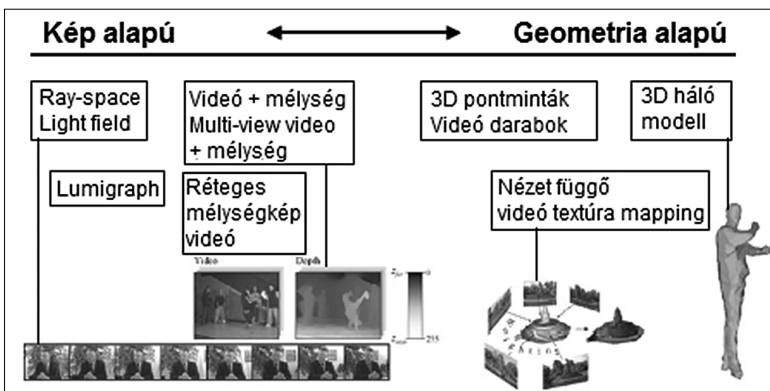 Kép alapú
Geometria alapú
Ray-space
Light field
Videó + mélység
Multi-view video
+ mélység
3D pontminták
Videó darabok
3D háló
modell
Lumigraph
Réteges
mélységkép
videó
Nézet függő
videó textúra mapping
Video
Depth
0
255